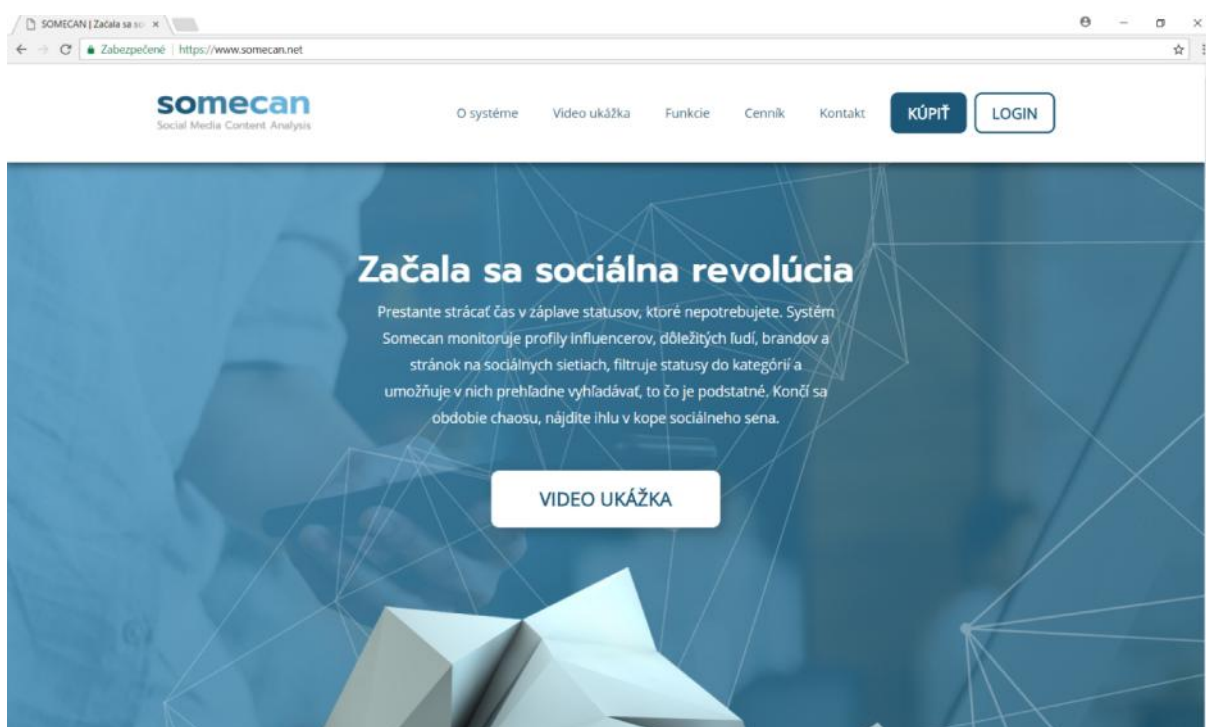 SOMECAN | Začala sa so
Zabezpečené https://www.somecan.net
somecan
Social Media Content Analysis
O systéme Video ukážka Funkcie Cenník Kontakt KÚPIŤ LOGIN
Začala sa sociálna revolúcia
Prestante strácať čas v záplave statusov, ktoré nepotrebujete. Systém
Somecan monitoruje profily influencerov, dôležitých ľudí, brandov a
stránok na sociálnych sietiach, filtruje statusy do kategórií a
umožňuje v nich prehľadne vyhľadávať, to čo je podstatné. Končí sa
obdobie chaosu, nájdite ihlu v kope sociálneho sena.
VIDEO UKÁŽKA